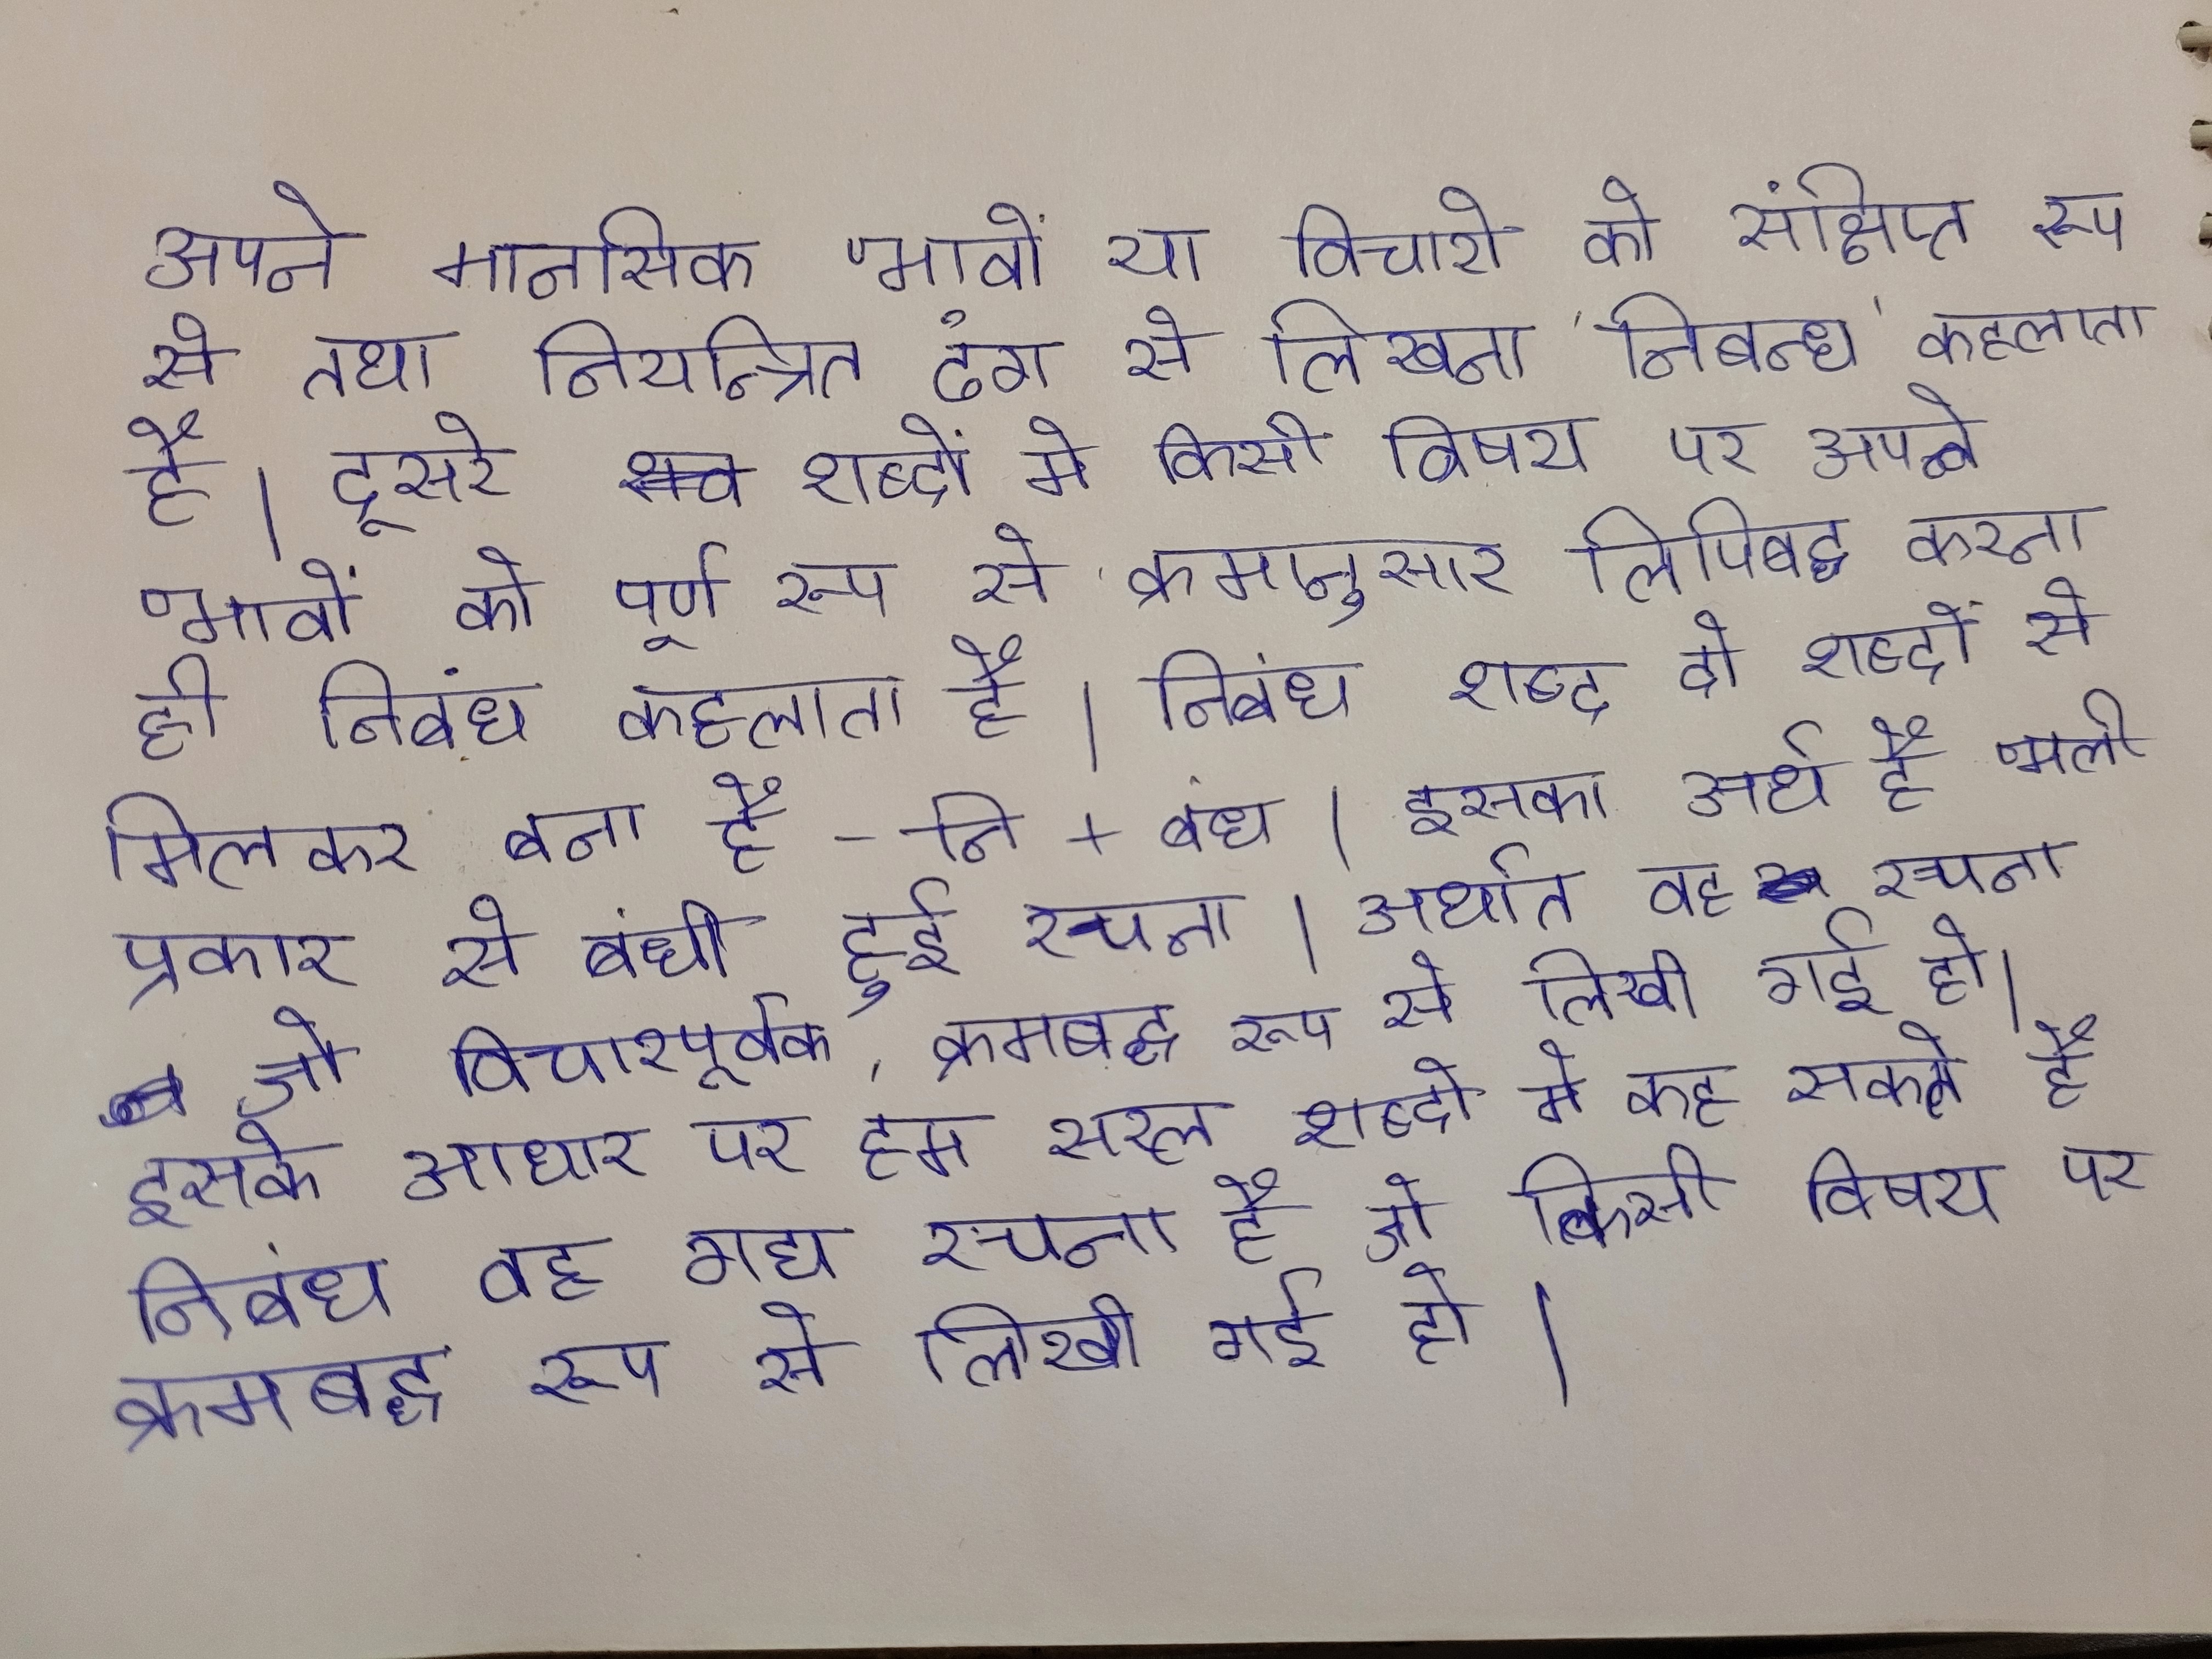 अपने मानसिक भावों या विचारो को संक्षिप्त रूप
से तथा नियन्त्रित ढंग से लिखना 'निबन्ध' कहलाता
है। दूसरे शब्दों मे किसी विषय पर अपने
भावों को पूर्ण रूप से क्रमानुसार लिपिबद्ध करना
ही निबंध कहलाता है। निबंध शब्द दो शब्दों से
मिलकर बना है - नि + बंध। इसका अर्थ है भली
प्रकार से बंधी हुई रचना। अर्थात वह रचना
जो विचारपूर्वक, क्रमबद्ध रूप से लिखी गई हो।
इसके आधार पर हम सरल शब्दो मे कह सकते है
निबंध वह गद्य रचना है जो किसी विषय पर
क्रमबद्ध रूप से लिखी गई हो।